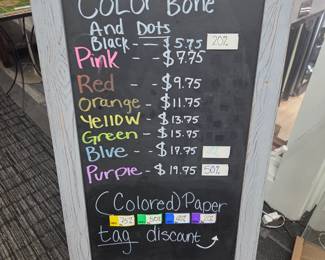 COLOR Bone
And Dots
Black - - $5.75 20%
Pink - $7.75
Red - - $9.75
Orange - - $11.75
Yellow - $13.75
Green - - $15.75
Blue - - $17.75
Purple - $19.75 50%
(Colored) Paper
tag discount